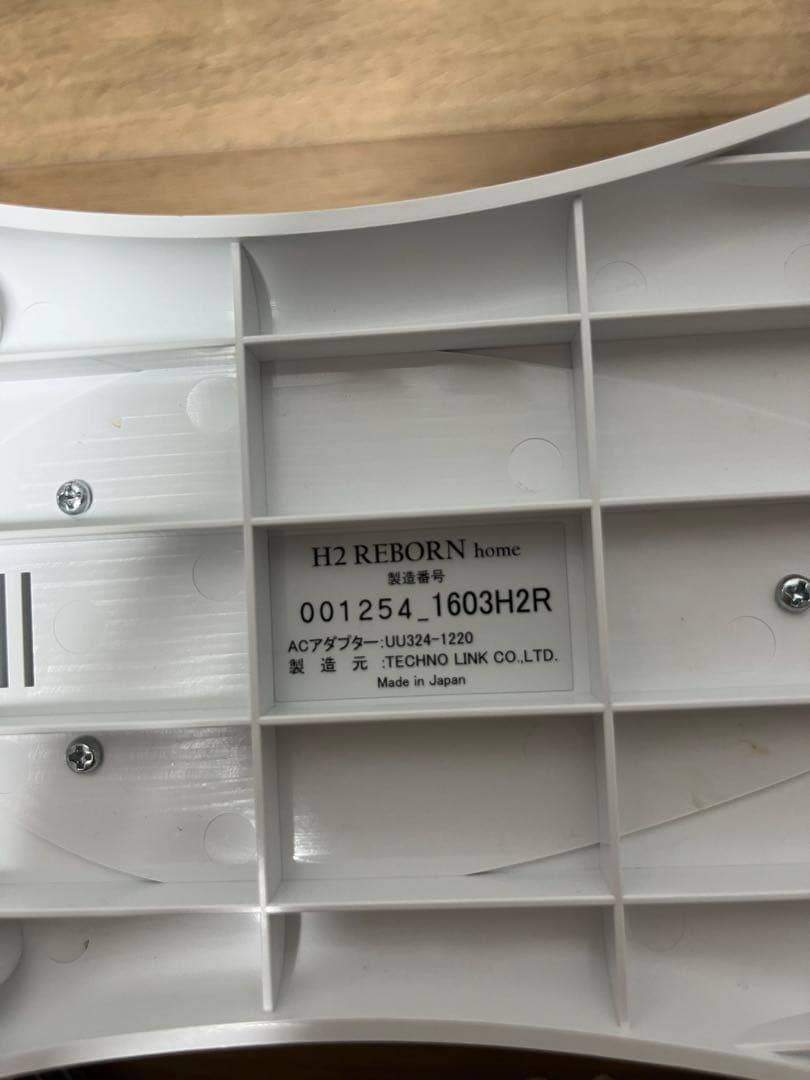 H2 REBORN home
製造番号
001254_1603H2R
ACアダプター:UU324-1220
製 造 元 :TECHNO LINK CO.,LTD.
Made in Japan